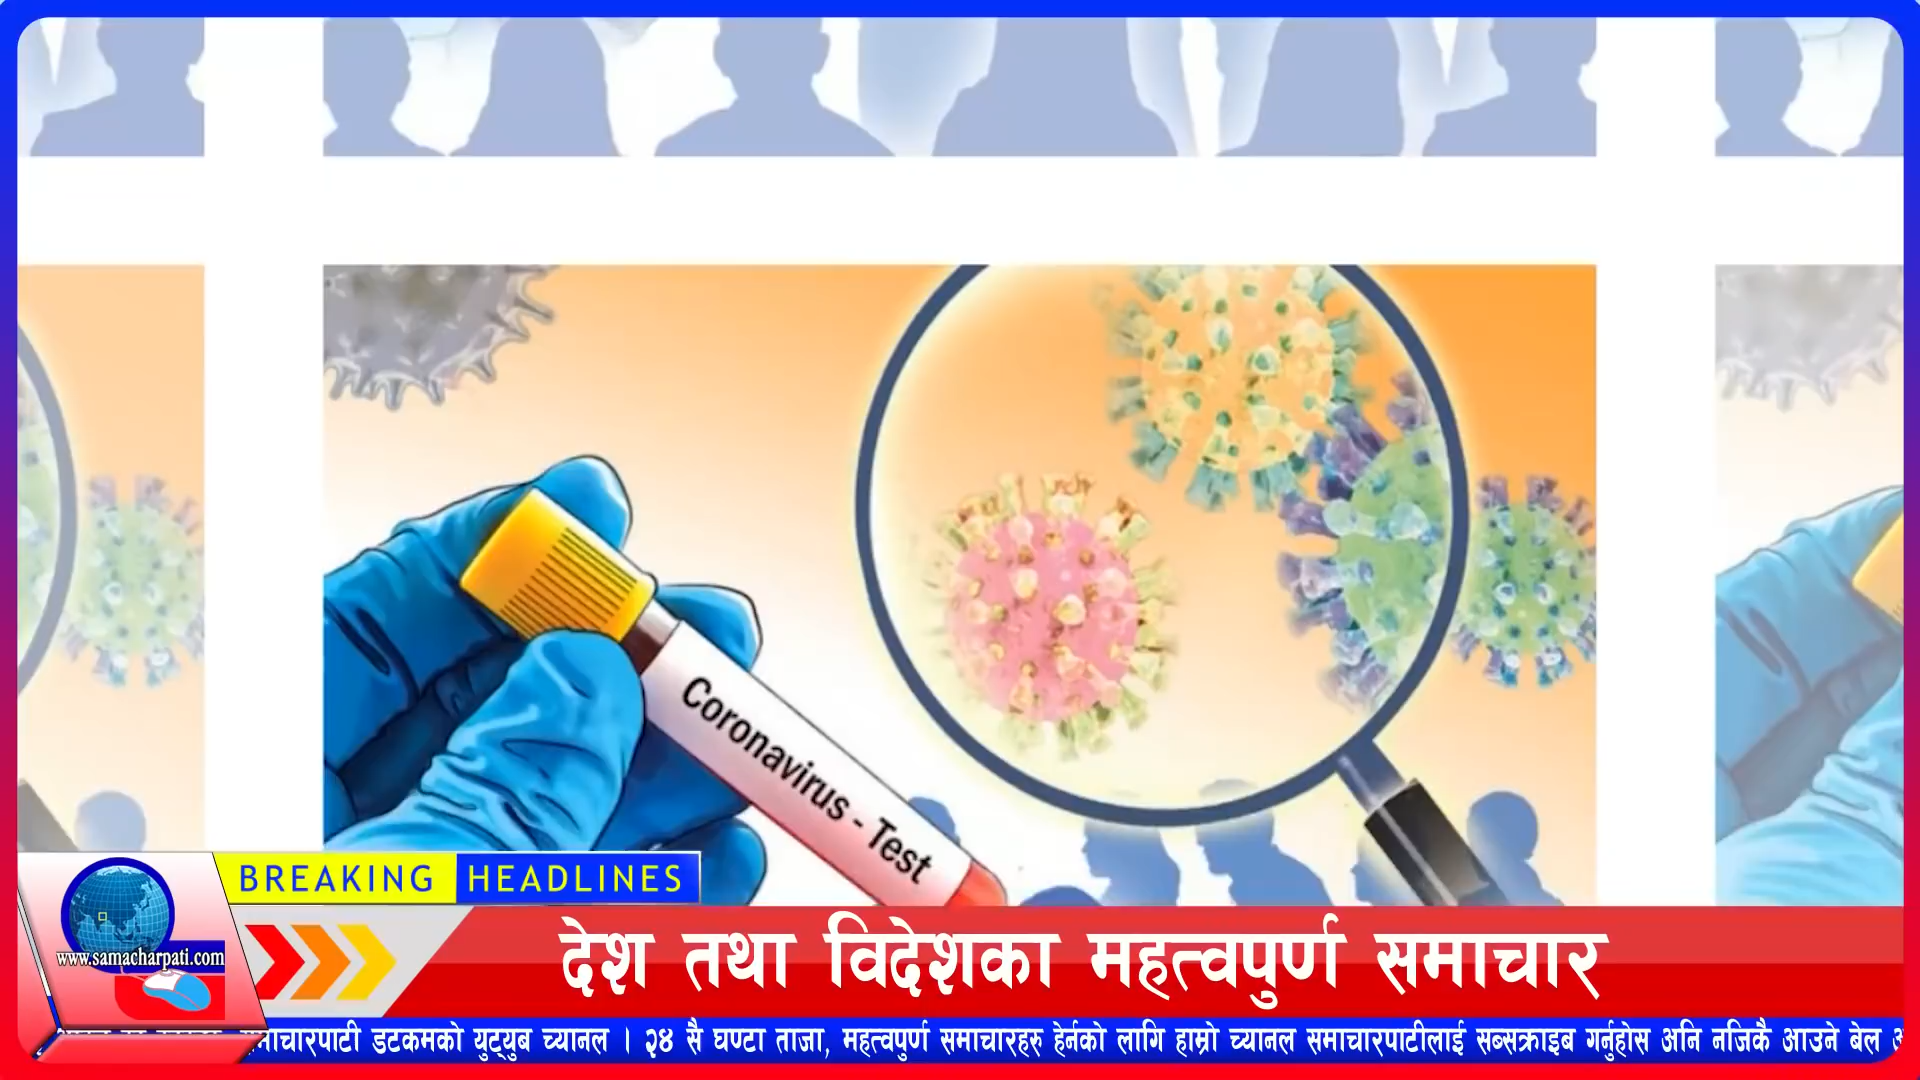 Coronavirus - Test
BREAKING HEADLINES
www.samacharpati.com
देश तथा विदेशका महत्वपुर्ण समाचार
डटकमको युट्युब च्यानल । २४ सै घण्टा ताजा, महत्वपुर्ण समाचारहरु हेर्नको लागि हाम्रो च्यानल समाचारपाटीलाई सब्सक्राइब गर्नुहोस अनि नजिकै आउने बेल